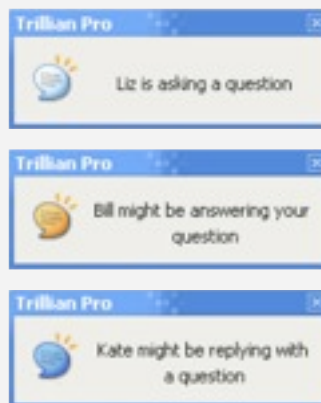 Trillian Pro
Liz is asking a question
Trillian Pro
Bill might be answering your
question
Trillian Pro
Kate might be replying with
a question